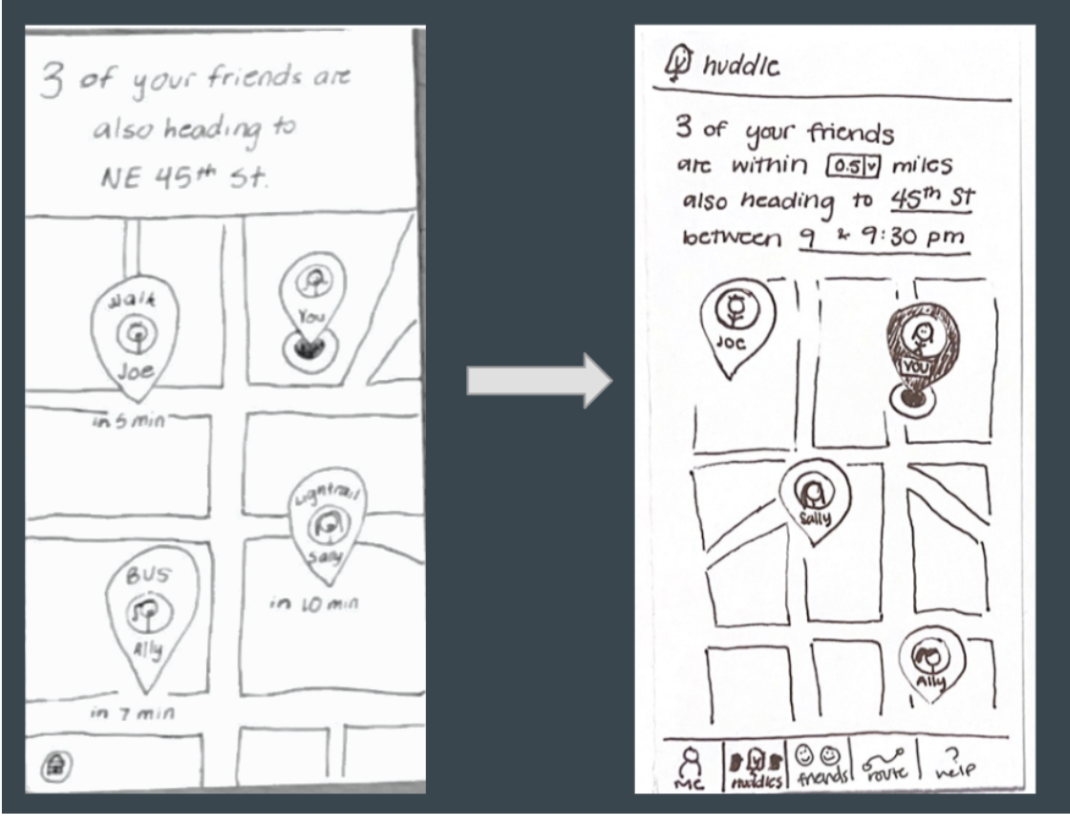 3 of your friends are
also heading to
NE 45th St.
Walk
Joe
in 5 min
You
Lightrail
Sally
in 10 min
BUS
Ally
in 7 min
huddle
3 of your friends
are within 0.5 v miles
also heading to 45th St
between 9 & 9:30 pm
JOE
YOU
Sally
Ally
ME
huddles
friends
route
?
help